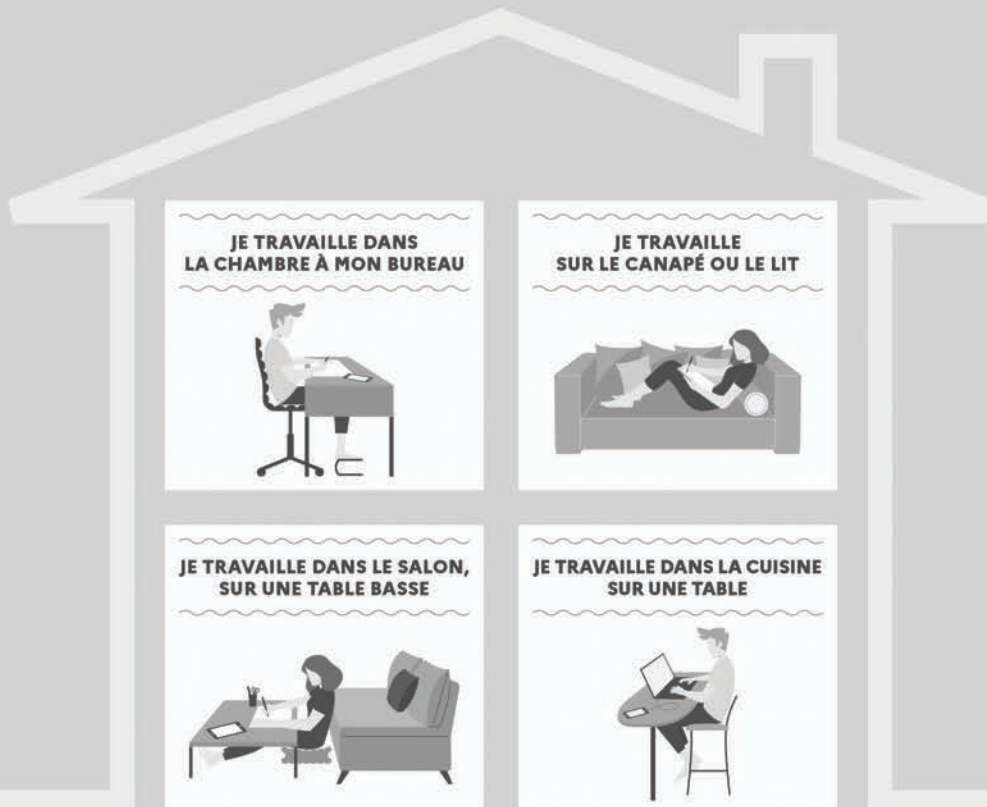 JE TRAVAILLE DANS
LA CHAMBRE À MON BUREAU
JE TRAVAILLE
SUR LE CANAPÉ OU LE LIT
JE TRAVAILLE DANS LE SALON,
SUR UNE TABLE BASSE
JE TRAVAILLE DANS LA CUISINE
SUR UNE TABLE